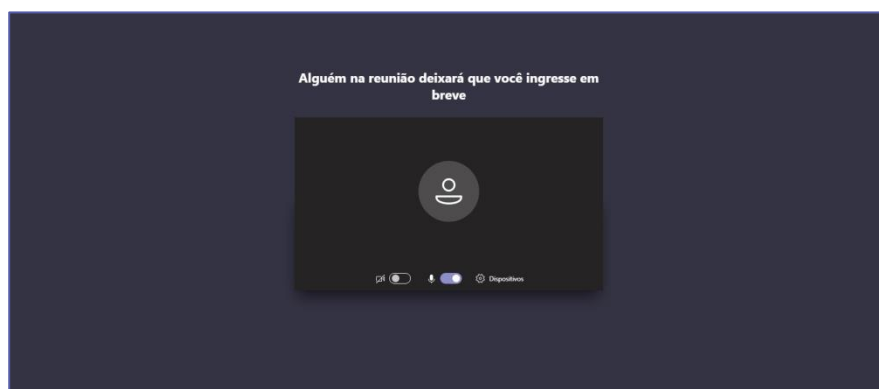 Alguém na reunião deixará que você ingresse em
breve
Dispositivos